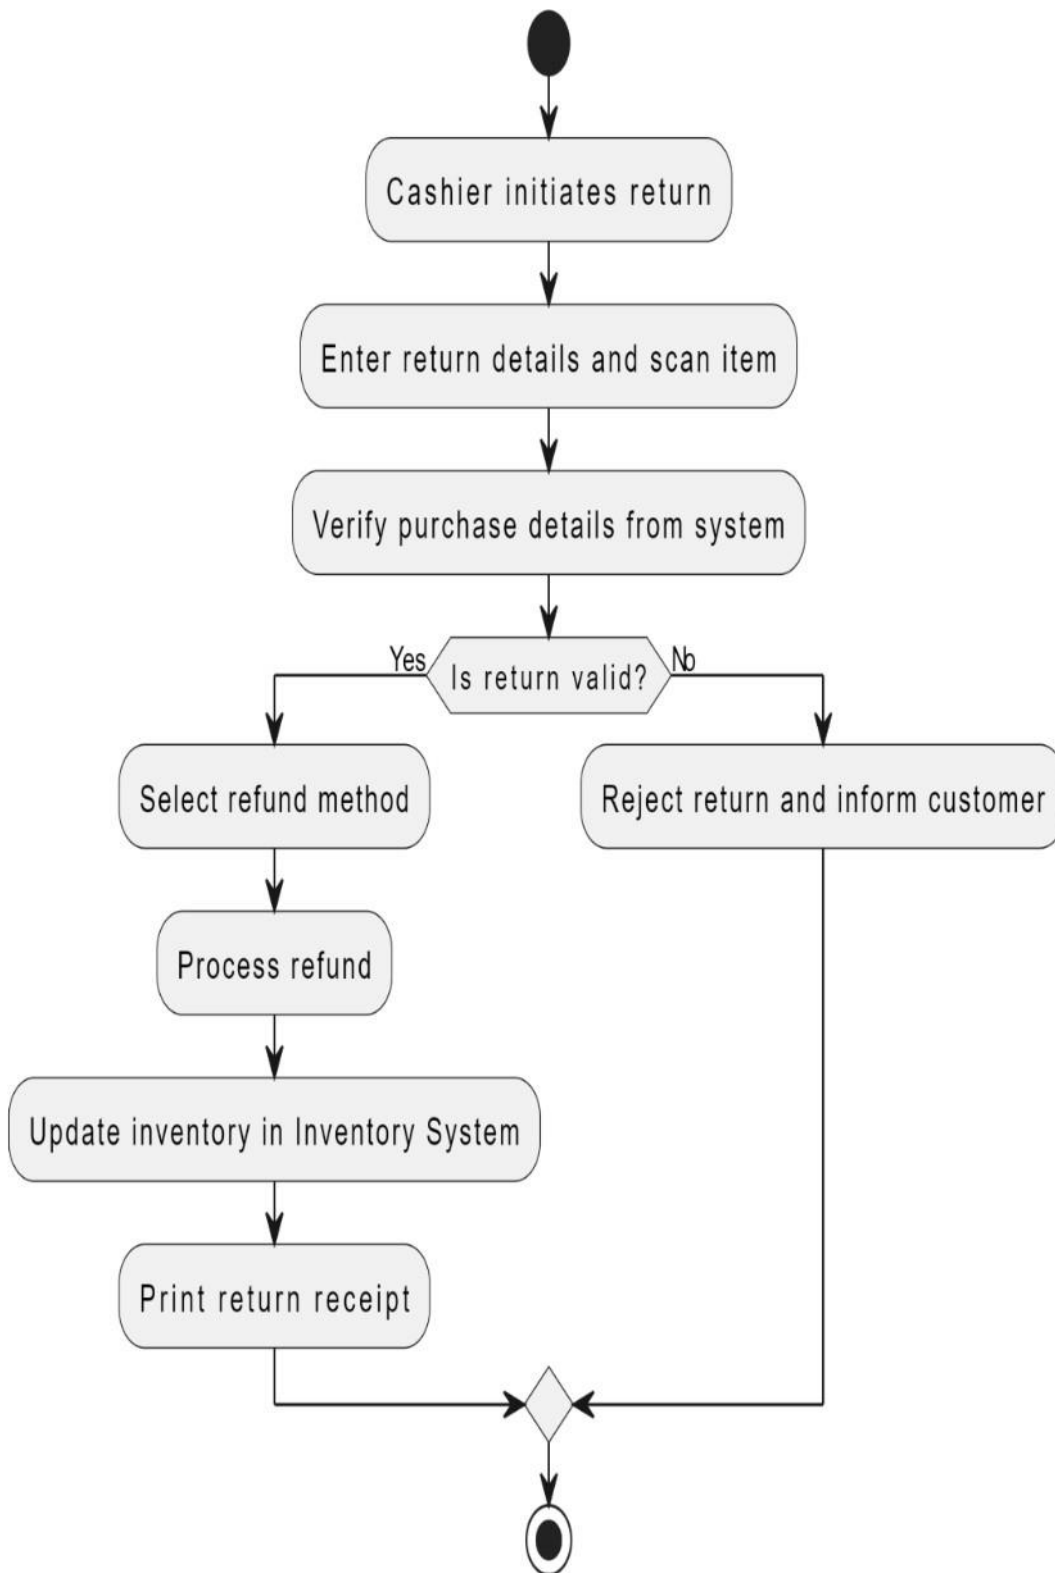 Cashier initiates return
Enter return details and scan item
Verify purchase details from system
Yes
Is return valid?
No
Select refund method
Reject return and inform customer
Process refund
Update inventory in Inventory System
Print return receipt